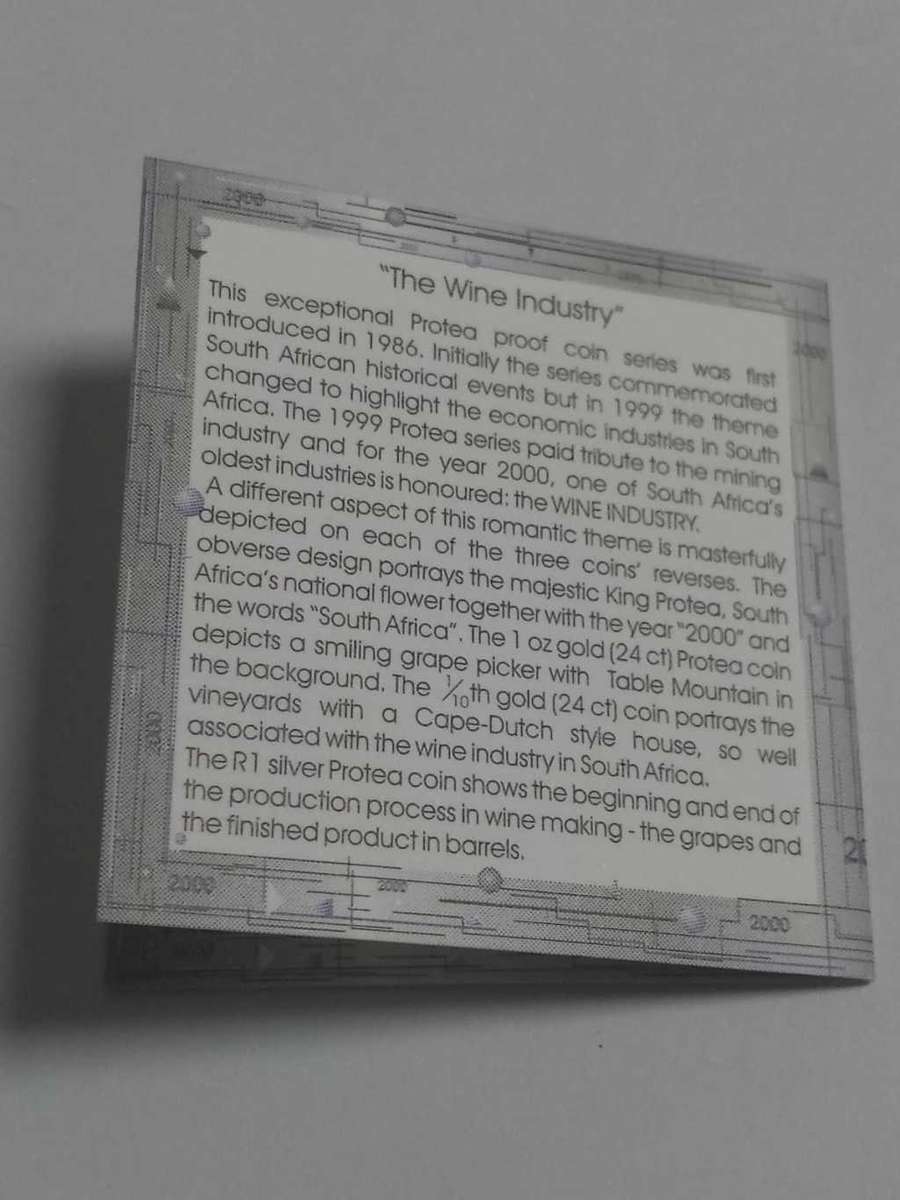 2000
2000
"The Wine Industry"
This exceptional Protea proof coin series was first
introduced in 1986. Initially the series commemorated
South African historical events but in 1999 the theme
changed to highlight the economic industries in South
Africa. The 1999 Protea series paid tribute to the mining
industry and for the year 2000, one of South Africa's
oldest industries is honoured: the WINE INDUSTRY.
A different aspect of this romantic theme is masterfully
depicted on each of the three coins' reverses. The
obverse design portrays the majestic King Protea, South
Africa's national flower together with the year "2000" and
the words "South Africa". The 1 oz gold (24 ct) Protea coin
depicts a smiling grape picker with Table Mountain in
the background. The 1/10th gold (24 ct) coin portrays the
vineyards with a Cape-Dutch style house, so well
associated with the wine industry in South Africa.
The R1 silver Protea coin shows the beginning and end of
the production process in wine making - the grapes and
the finished product in barrels.
2000
2000
2000
2000